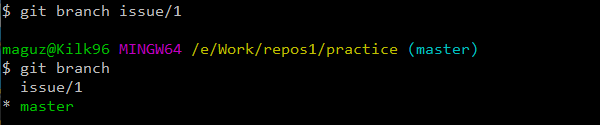 $ git branch issue/1
maguz@Kilk96 MINGW64 /e/Work/repos1/practice (master)
$ git branch
  issue/1
* master